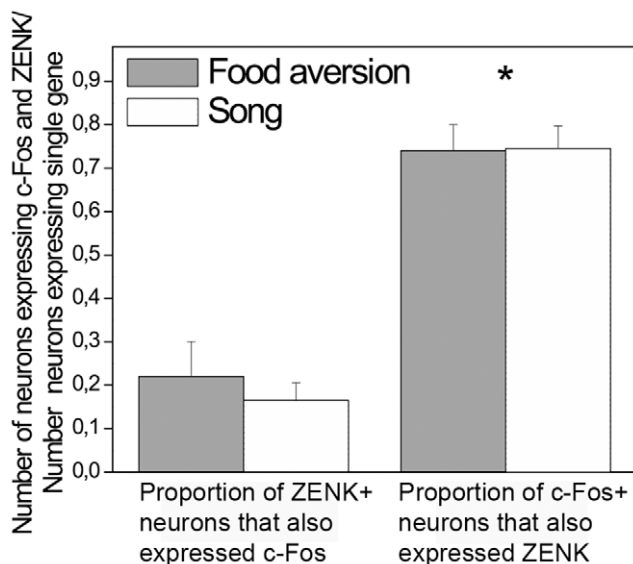 Number of neurons expressing c-Fos and ZENK/
Number neurons expressing single gene
Food aversion
*
Song
0,9
0,8
0,7
0,6
0,5
0,4
0,3
0,2
0,1
0,0
Proportion of ZENK+
neurons that also
expressed c-Fos
Proportion of c-Fos+
neurons that also
expressed ZENK